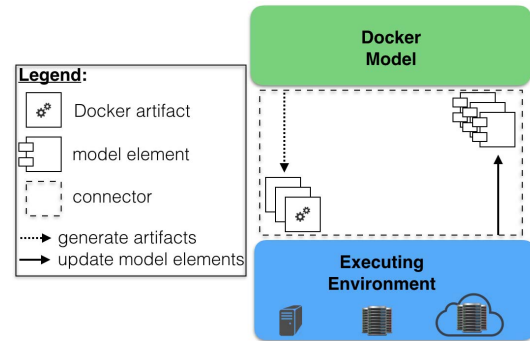 Docker
Model
Legend:
Docker artifact
model element
connector
generate artifacts
update model elements
Executing
Environment